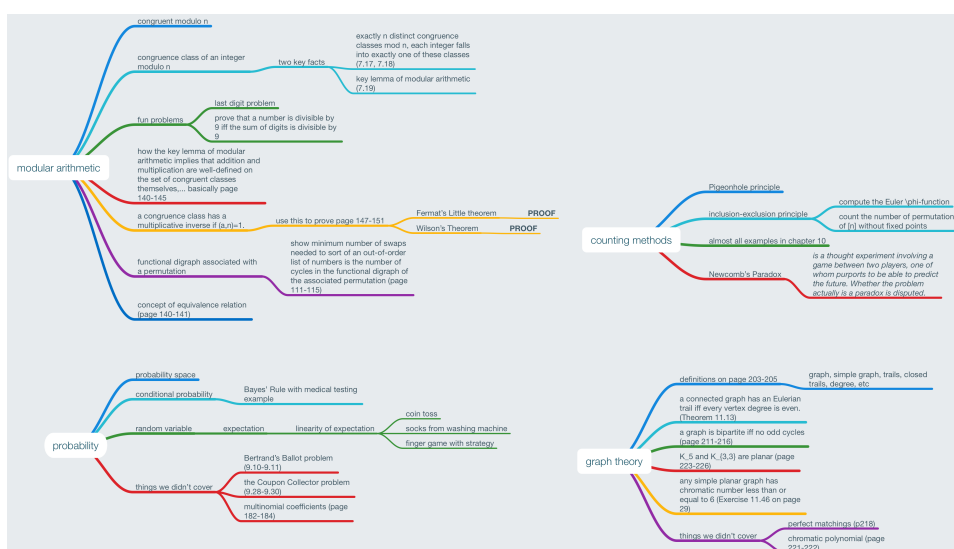 congruent modulo n
congruence class of an integer
modulo n
two key facts
exactly n distinct congruence
classes mod n, each integer falls
into exactly one of these classes
(7.17, 7.18)
key lemma of modular arithmetic
(7.19)
fun problems
last digit problem
prove that a number is divisible by
9 iff the sum of digits is divisible by
9
modular arithmetic
how the key lemma of modular
arithmetic implies that addition and
multiplication are well-defined on
the set of congruent classes
themselves,... basically page
140-145
a congruence class has a
multiplicative inverse if (a,n)=1.
use this to prove page 147-151
Fermat's Little theorem
PROOF
Wilson's Theorem
PROOF
functional digraph associated with
a permutation
show minimum number of swaps
needed to sort of an out-of-order
list of numbers is the number of
cycles in the functional digraph of
the associated permutation (page
111-115)
concept of equivalence relation
(page 140-141)
counting methods
Pigeonhole principle
inclusion-exclusion principle
compute the Euler \phi-function
count the number of permutation
of [n] without fixed points
almost all examples in chapter 10
Newcomb's Paradox
is a thought experiment involving a
game between two players, one of
whom purports to be able to predict
the future. Whether the problem
actually is a paradox is disputed.
probability
probability space
conditional probability
Bayes' Rule with medical testing
example
random variable
expectation
linearity of expectation
coin toss
socks from washing machine
finger game with strategy
things we didn't cover
Bertrand's Ballot problem
(9.10-9.11)
the Coupon Collector problem
(9.28-9.30)
multinomial coefficients (page
182-184)
graph theory
definitions on page 203-205
graph, simple graph, trails, closed
trails, degree, etc
a connected graph has an Eulerian
trail iff every vertex degree is even.
(Theorem 11.13)
a graph is bipartite iff no odd cycles
(page 211-216)
K_5 and K_{3,3} are planar (page
223-226)
any simple planar graph has
chromatic number less than or
equal to 6 (Exercise 11.46 on page
29)
things we didn't cover
perfect matchings (p218)
chromatic polynomial (page
221-222)